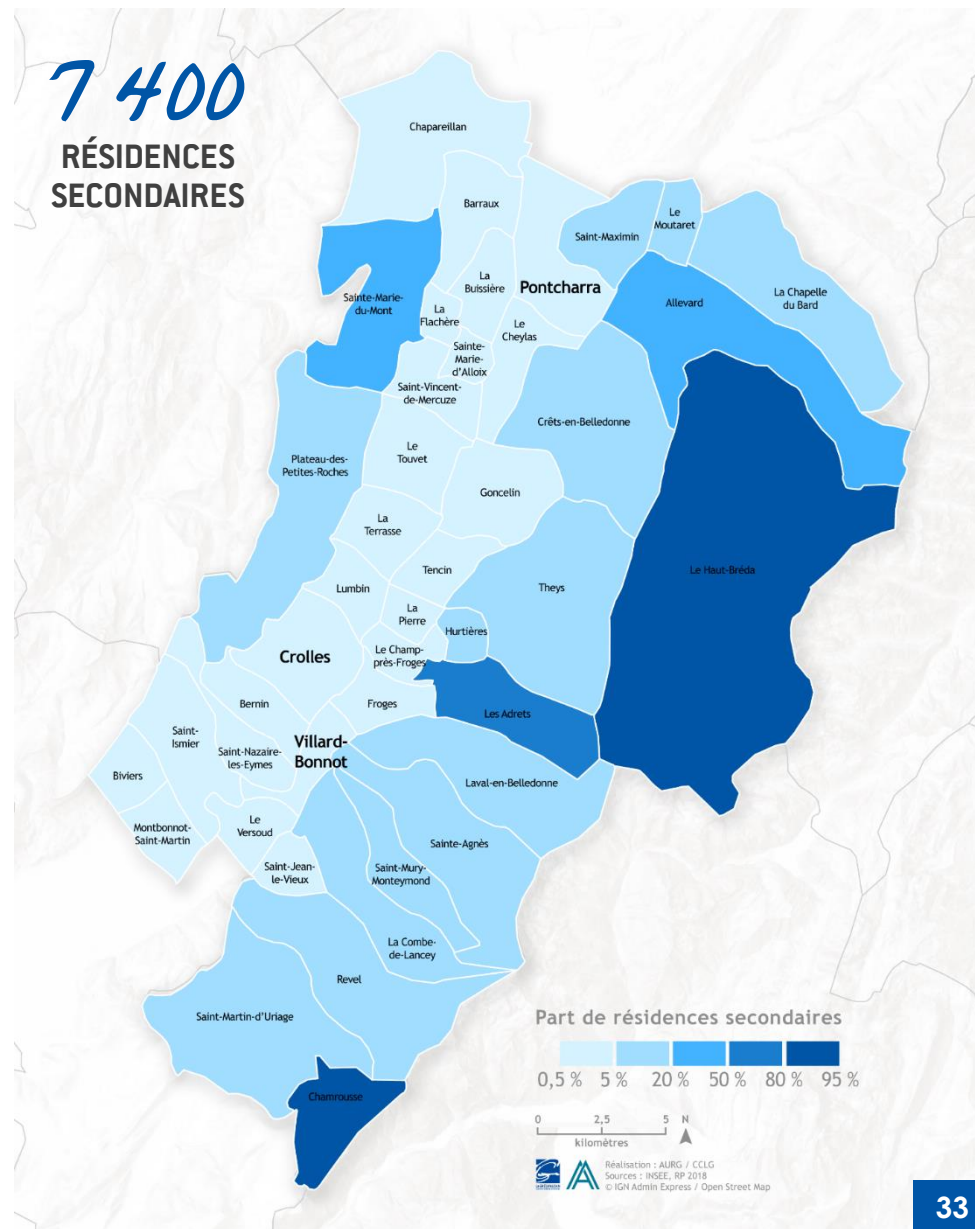 7 400
RÉSIDENCES
SECONDAIRES
Chapareillan
Barraux
Le
Moutaret
Saint-Maximin
La
Buissière
Pontcharra
Allevard
La Chapelle
du Bard
Sainte-Marie-
du-Mont
La
Flachère
Le
Cheylas
Sainte-
Marie-
d'Alloix
Saint-Vincent-
de-Mercuze
Crêts-en-Belledonne
Le
Touvet
Plateau-des-
Petites-Roches
Goncelin
La
Terrasse
Tencin
Le Haut-Bréda
Lumbin
Theys
La
Pierre
Hurtières
Crolles
Le Champ-
près-Froges
Bernin
Froges
Les Adrets
Saint-
Ismier
Villard-
Bonnot
Saint-Nazaire-
les-Eymes
Biviers
Laval-en-Belledonne
Montbonnot-
Saint-Martin
Le
Versoud
Sainte-Agnès
Saint-Jean-
le-Vieux
Saint-Mury-
Monteymond
La Combe-
de-Lancey
Revel
Saint-Martin-d'Uriage
Chamrousse
Part de résidences secondaires
0,5 % 5 % 20 % 50 % 80 % 95 %
0 2,5 5 N
kilomètres
Réalisation : AURG / CCLG
Sources : INSEE, RP 2018
© IGN Admin Express / Open Street Map
33